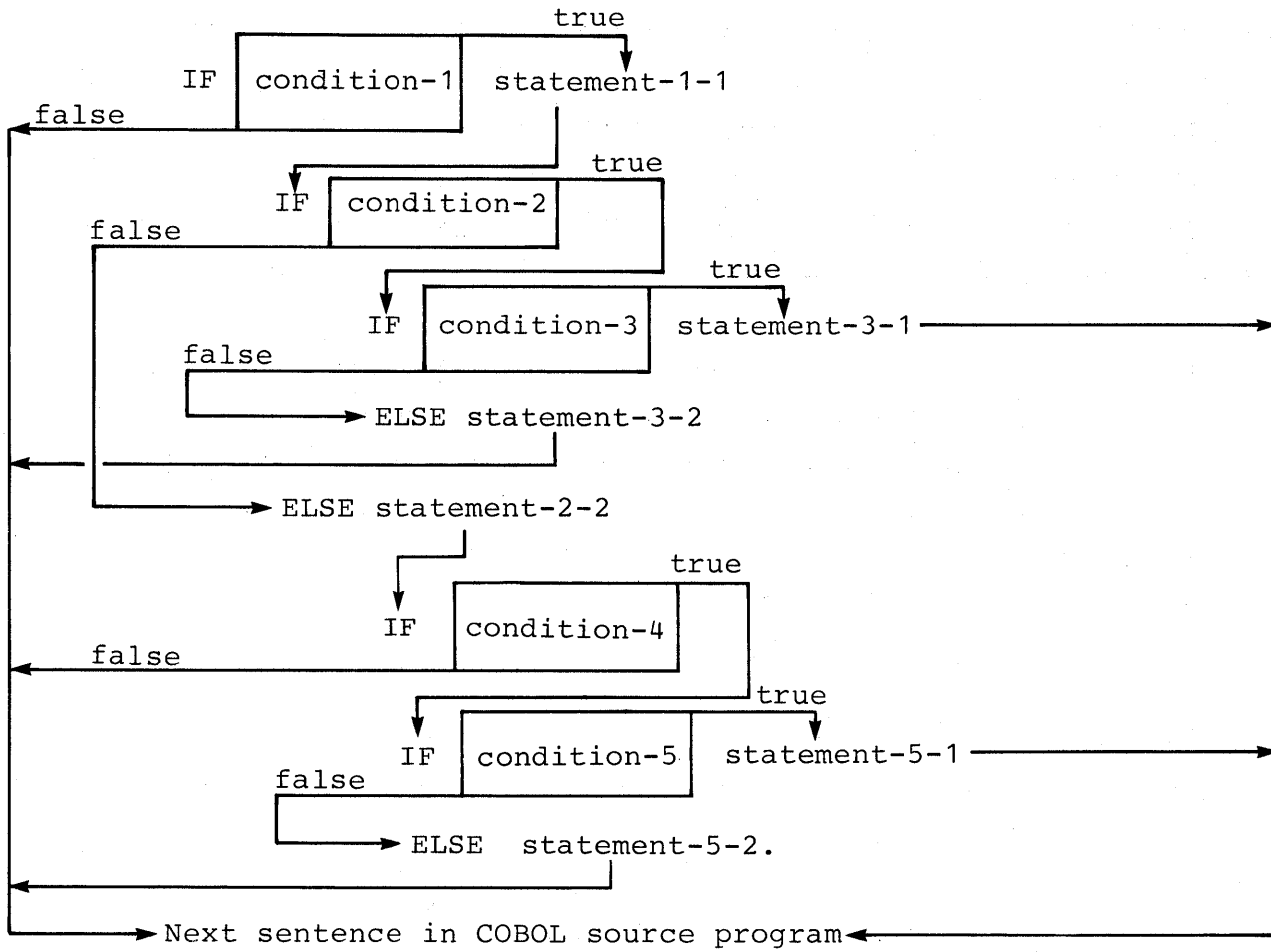 true
IF condition-1 statement-1-1
false
true
IF condition-2
false
true
IF condition-3 statement-3-1
false
ELSE statement-3-2
ELSE statement-2-2
true
IF condition-4
false
true
IF condition-5 statement-5-1
false
ELSE statement-5-2.
Next sentence in COBOL source program